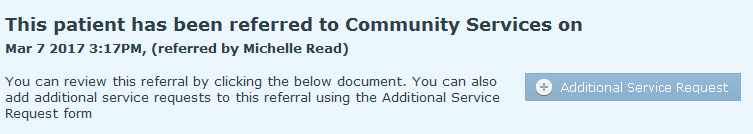 This patient has been referred to Community Services on
Mar 7 2017 3:17PM, (referred by Michelle Read)
You can review this referral by clicking the below document. You can also
add additional service requests to this referral using the Additional Service
Request form
Additional Service Request